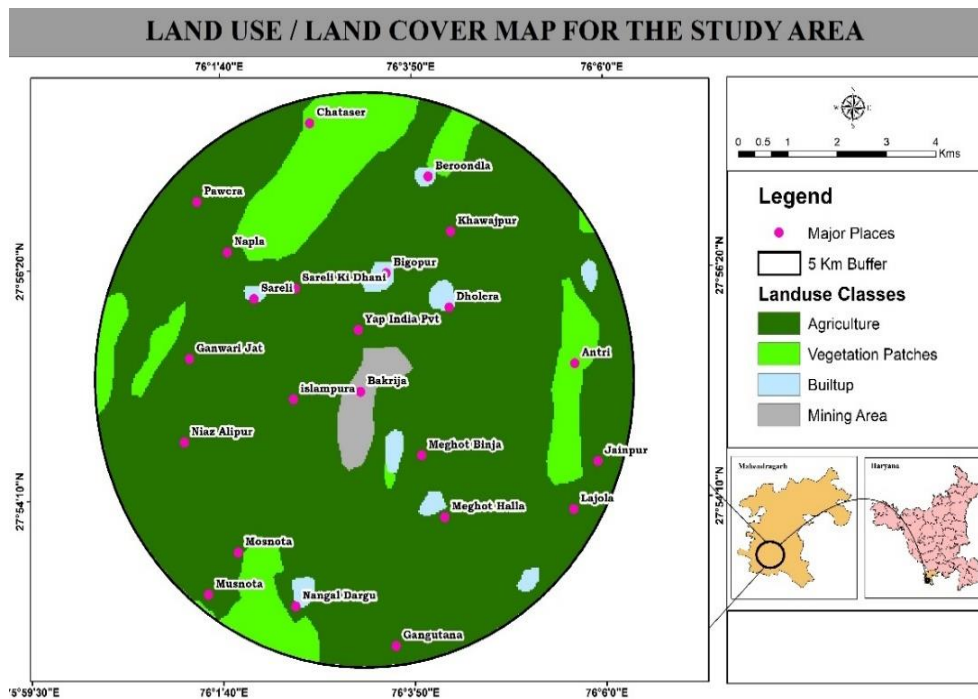 LAND USE / LAND COVER MAP FOR THE STUDY AREA
76°1'40"E 76°3'50"E 76°6'0"E
Chataser
Beroondla
Pawcra
Khawajpur
Napla
27°56'20"N
27°56'20"N
Bigopur
Sareli Ki Dhani
Sareli
Dholcra
Yap India Pvt
Ganwari Jat
Antri
Bakrija
islampura
Niaz Alipur
Meghot Binja
Jainpur
27°54'10"N
27°54'10"N
Lajola
Meghot Halla
Mosnota
Musnota
Nangal Dargu
Gangutana
75°59'30"E 76°1'40"E 76°3'50"E 76°6'0"E
N
W E
S
0 0.5 1 2 3 4
Kms
Legend
Major Places
5 Km Buffer
Landuse Classes
Agriculture
Vegetation Patches
Builtup
Mining Area
Haryana